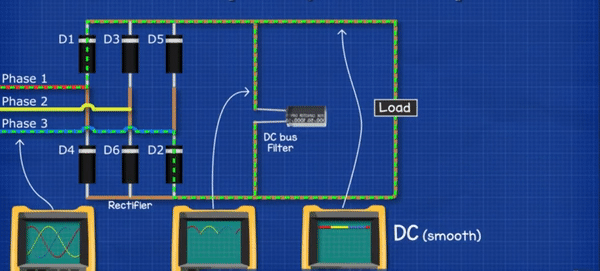 D1
D3
D5
Phase 1
Phase 2
Phase 3
Load
DC bus
Filter
D4
D6
D2
Rectifier
DC (smooth)